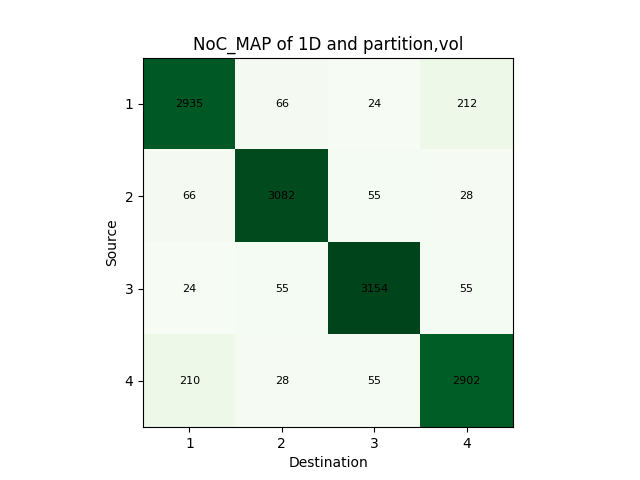 NoC_MAP of 1D and partition,vol
1 2935 66 24 212
2 66 3082 55 28
3 24 55 3154 55
4 210 28 55 2902
1 2 3 4
Source
Destination